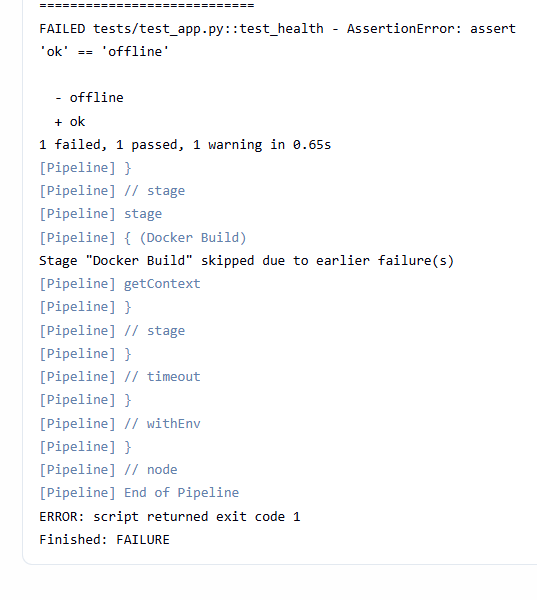 ============================
FAILED tests/test_app.py::test_health - AssertionError: assert
'ok' == 'offline'

  - offline
  + ok
1 failed, 1 passed, 1 warning in 0.65s
[Pipeline] }
[Pipeline] // stage
[Pipeline] stage
[Pipeline] { (Docker Build)
Stage "Docker Build" skipped due to earlier failure(s)
[Pipeline] getContext
[Pipeline] }
[Pipeline] // stage
[Pipeline] }
[Pipeline] // timeout
[Pipeline] }
[Pipeline] // withEnv
[Pipeline] }
[Pipeline] // node
[Pipeline] End of Pipeline
ERROR: script returned exit code 1
Finished: FAILURE